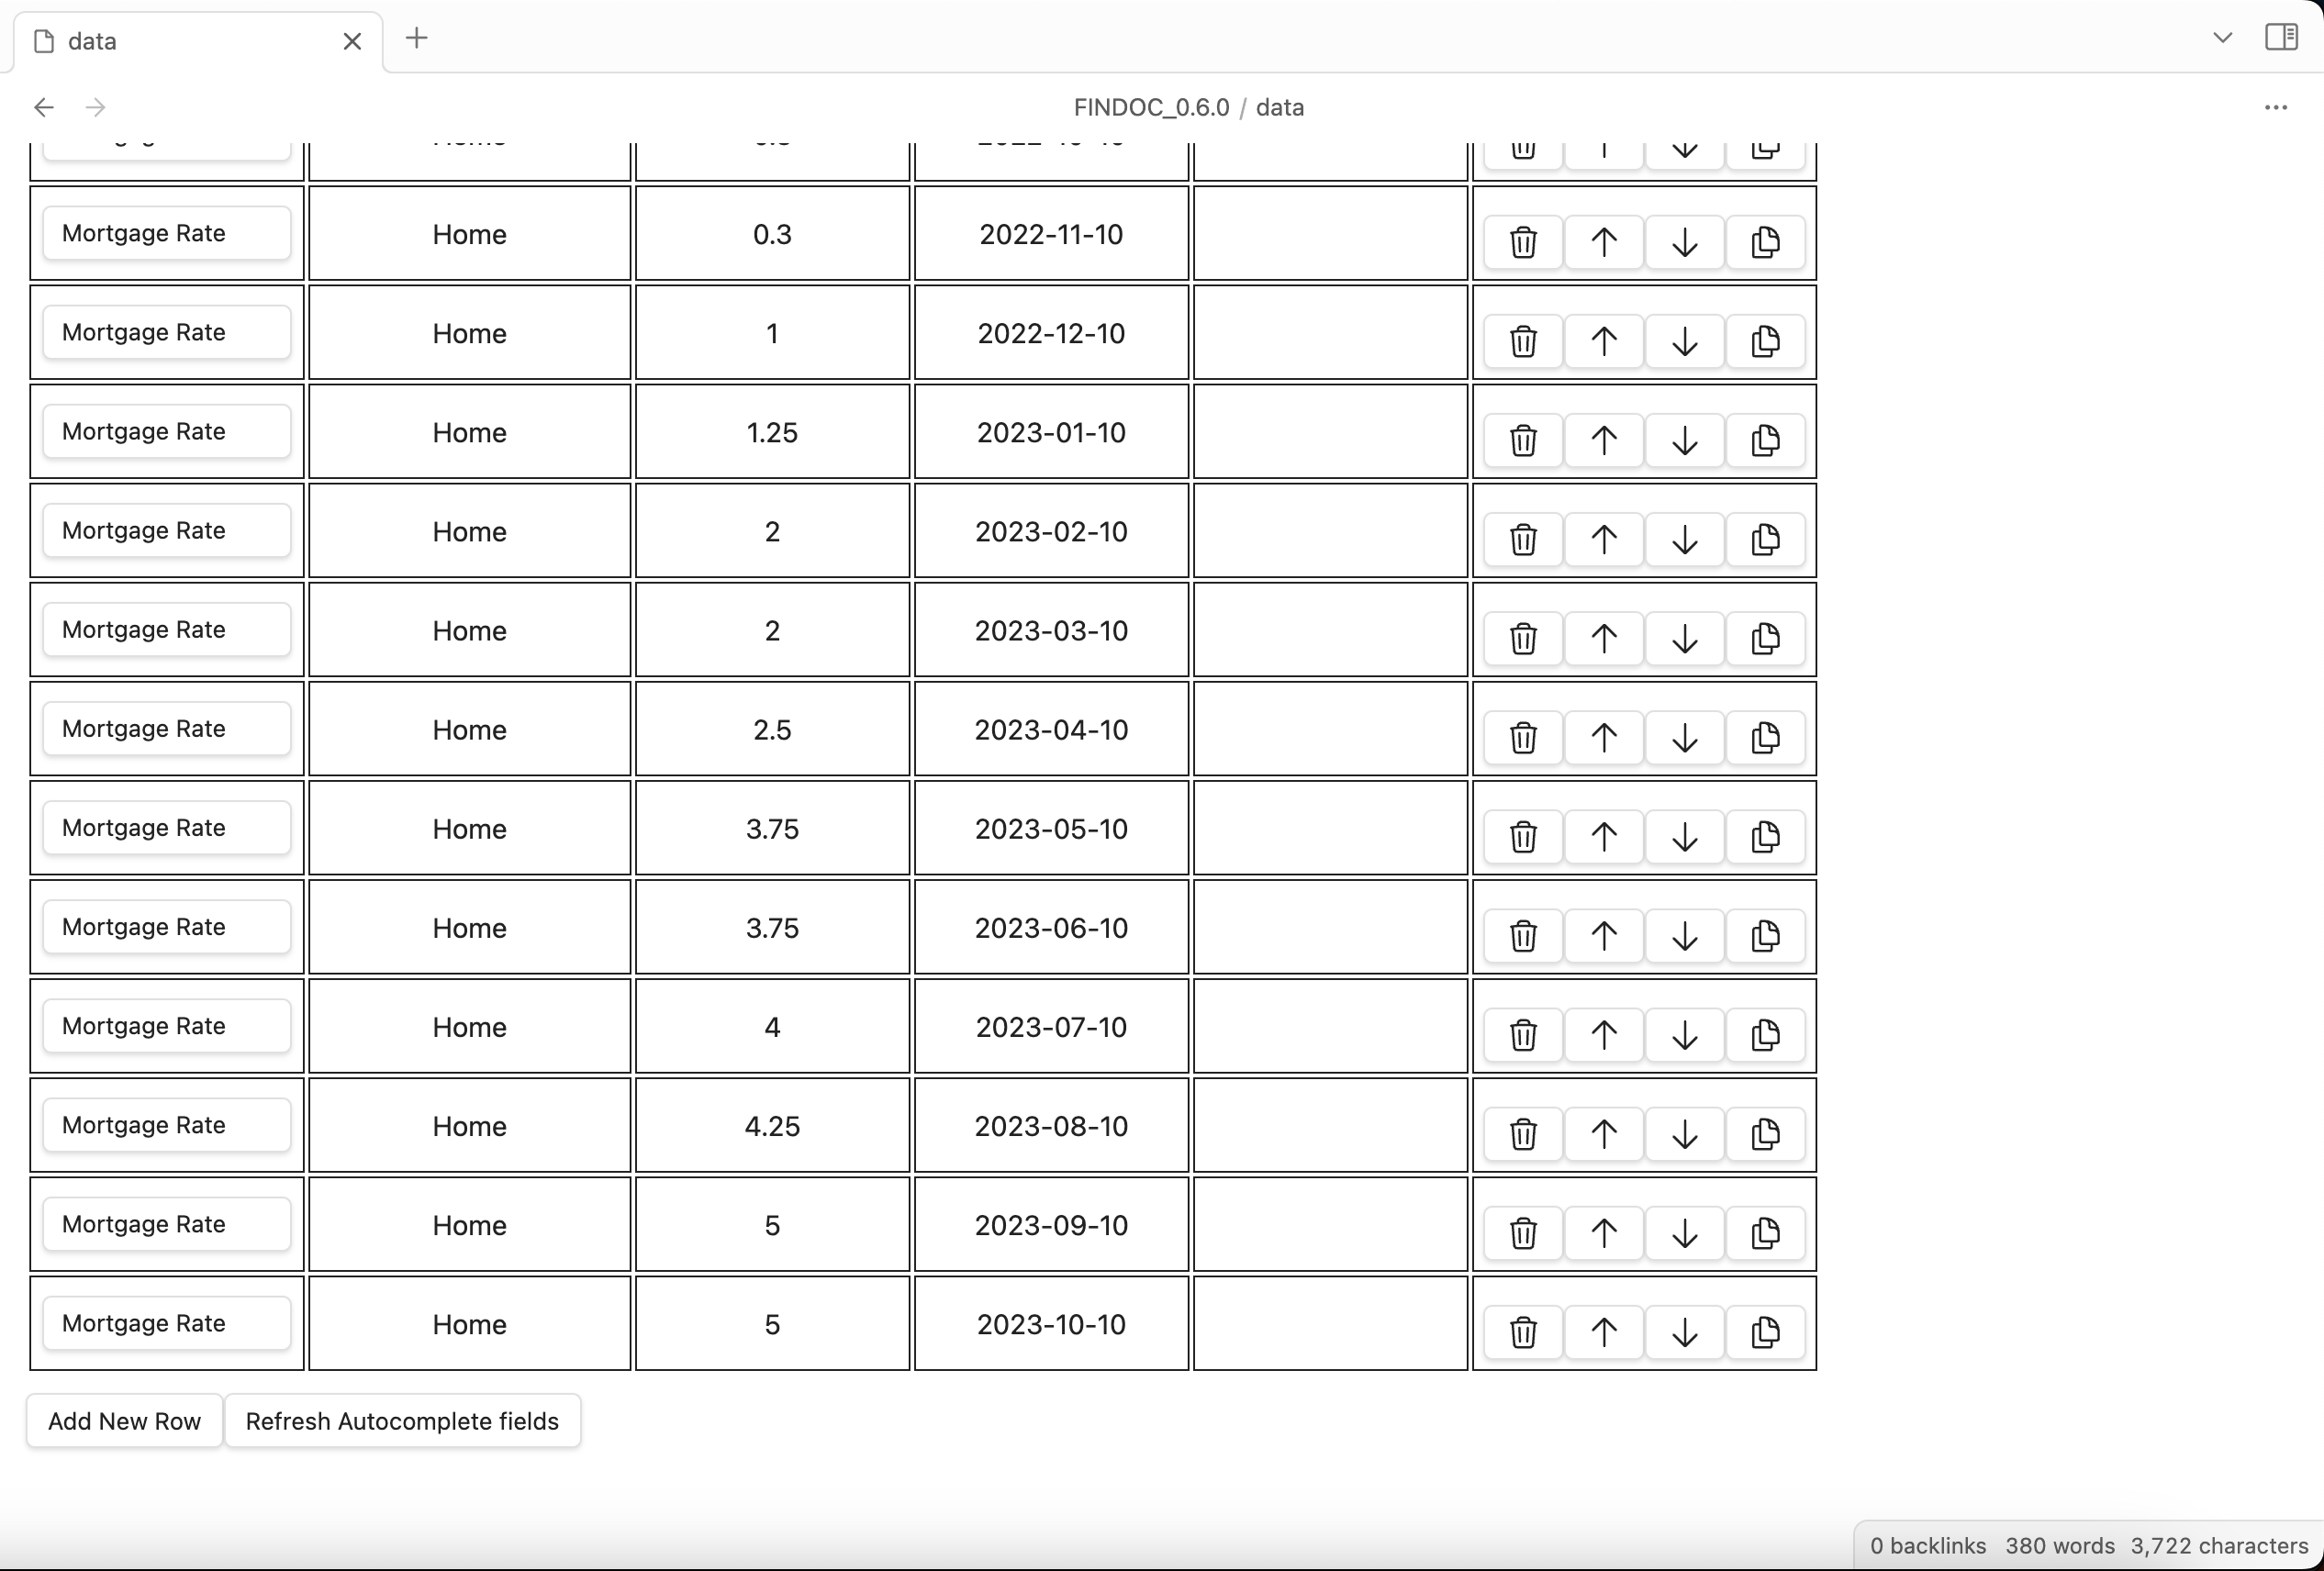 data
FINDOC_0.6.0 / data
Mortgage Rate Home 0.3 2022-11-10
Mortgage Rate Home 1 2022-12-10
Mortgage Rate Home 1.25 2023-01-10
Mortgage Rate Home 2 2023-02-10
Mortgage Rate Home 2 2023-03-10
Mortgage Rate Home 2.5 2023-04-10
Mortgage Rate Home 3.75 2023-05-10
Mortgage Rate Home 3.75 2023-06-10
Mortgage Rate Home 4 2023-07-10
Mortgage Rate Home 4.25 2023-08-10
Mortgage Rate Home 5 2023-09-10
Mortgage Rate Home 5 2023-10-10
Add New Row Refresh Autocomplete fields
0 backlinks 380 words 3,722 characters